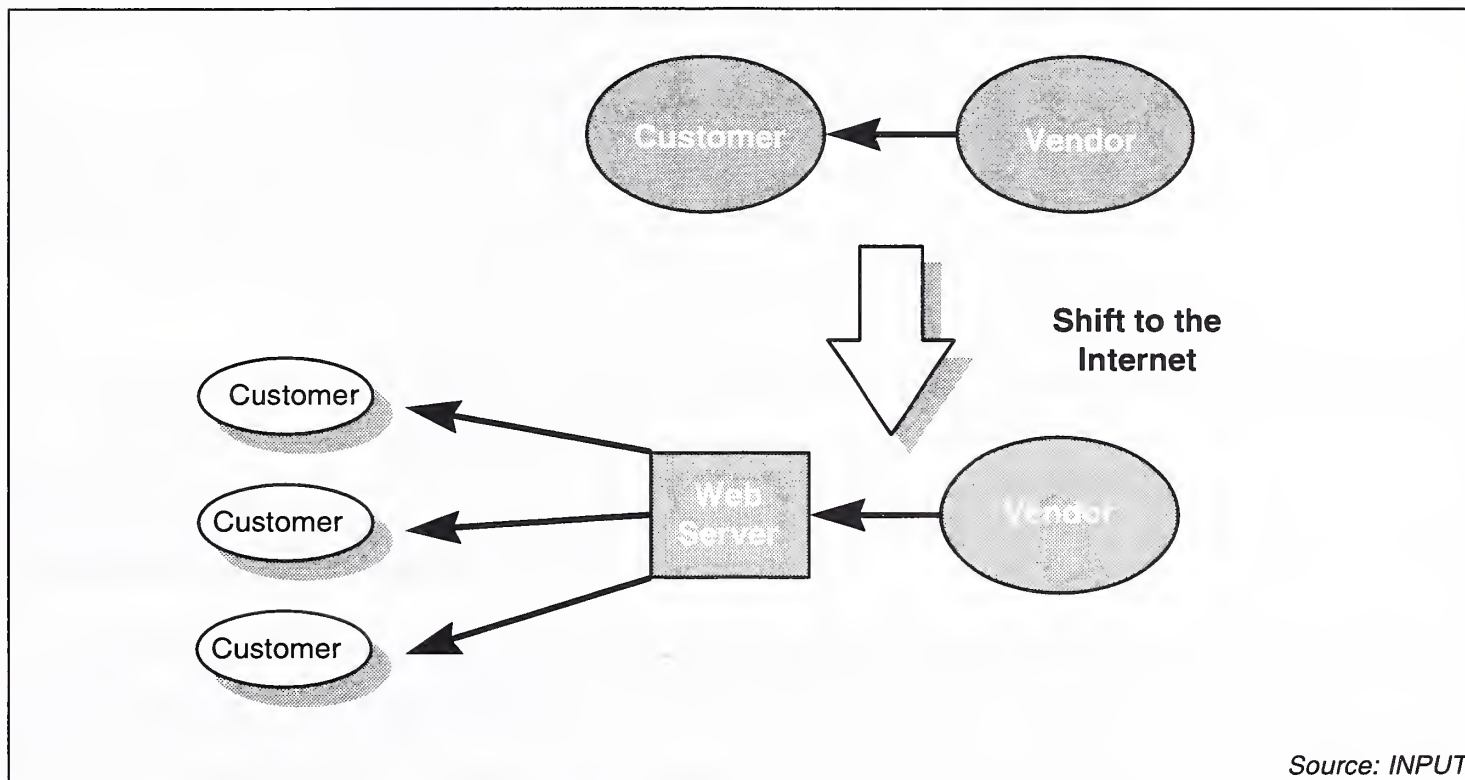 Customer
Vendor
Shift to the
Internet
Customer
Customer
Customer
Web
Server
Vendor
Source: INPUT